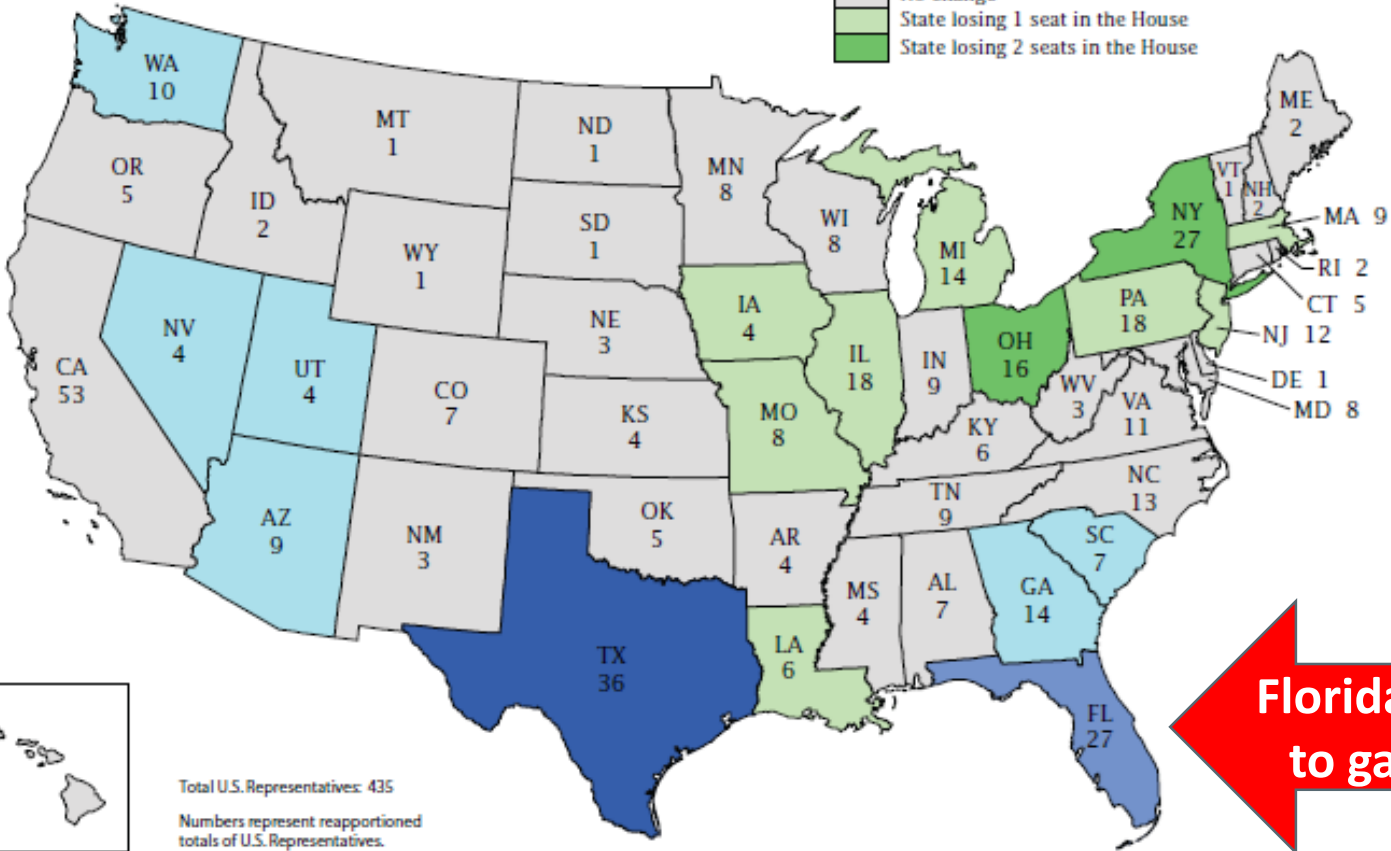 No change
State losing 1 seat in the House
State losing 2 seats in the House
WA
10
MT
1
ND
1
MN
8
ME
2
OR
5
ID
2
SD
1
WI
8
VT
1
NH
2
NY
27
MA 9
WY
1
MI
14
RI 2
CT 5
NV
4
UT
4
NE
3
IA
4
PA
18
NJ 12
CA
53
CO
7
IL
18
IN
9
OH
16
WV
3
DE 1
MD 8
KS
4
MO
8
VA
11
KY
6
NC
13
AZ
9
NM
3
OK
5
TN
9
AR
4
SC
7
MS
4
AL
7
GA
14
TX
36
LA
6
FL
27
Florida
to ga
Total U.S. Representatives: 435
Numbers represent reapportioned
totals of U.S. Representatives.